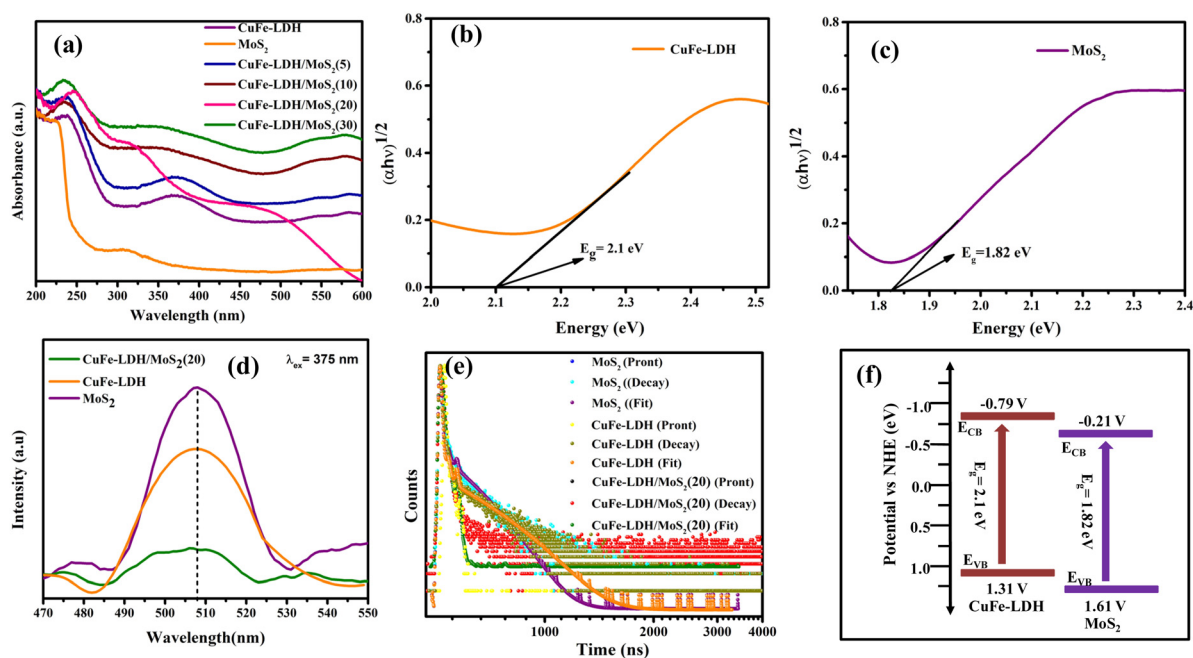 (a)
CuFe-LDH
MoS2
CuFe-LDH/MoS2(5)
CuFe-LDH/MoS2(10)
CuFe-LDH/MoS2(20)
CuFe-LDH/MoS2(30)
Absorbance (a.u.)
200 250 300 350 400 450 500 550 600
Wavelength (nm)
(b)
CuFe-LDH
(αhν)1/2
0.8
0.6
0.4
0.2
0.0
Eg= 2.1 eV
2.0 2.1 2.2 2.3 2.4 2.5
Energy (eV)
(c)
MoS2
(αhν)1/2
0.8
0.6
0.4
0.2
0.0
Eg=1.82 eV
1.8 1.9 2.0 2.1 2.2 2.3 2.4
Energy (eV)
CuFe-LDH/MoS2(20)
CuFe-LDH
MoS2
(d)
λex= 375 nm
Intensity (a.u)
470 480 490 500 510 520 530 540 550
Wavelength(nm)
(e)
MoS2 (Pront)
MoS2 ((Decay)
MoS2 ((Fit)
CuFe-LDH (Pront)
CuFe-LDH (Decay)
CuFe-LDH (Fit)
CuFe-LDH/MoS2(20) (Pront)
CuFe-LDH/MoS2(20) (Decay)
CuFe-LDH/MoS2(20) (Fit)
Counts
1000 2000 3000 4000
Time (ns)
(f)
Potential vs NHE (eV)
-1.0
-0.5
0.0
0.5
1.0
-0.79 V
ECB
Eg= 2.1 eV
EVB
1.31 V
CuFe-LDH
-0.21 V
ECB
Eg= 1.82 eV
EVB
1.61 V
MoS2